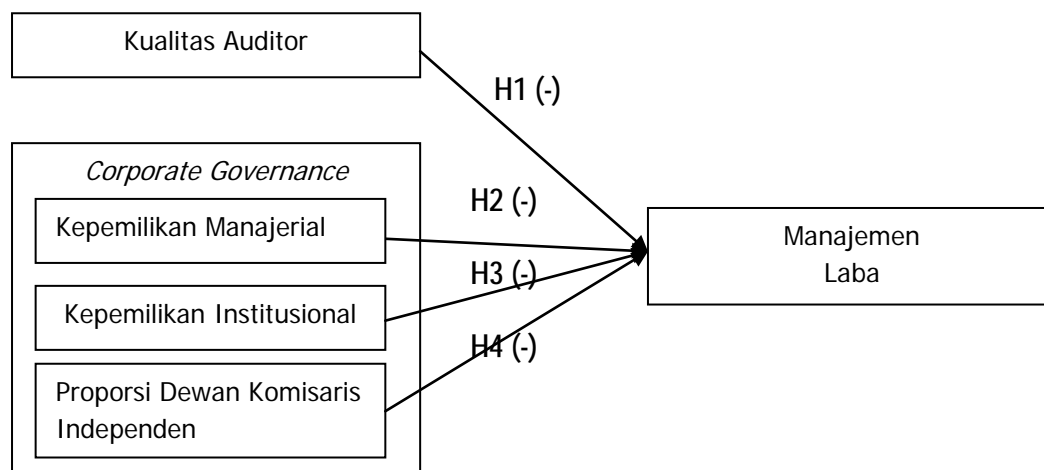 Kualitas Auditor
H1 (-)
Corporate Governance
Kepemilikan Manajerial
H2 (-)
Manajemen
Laba
H3 (-)
Kepemilikan Institusional
H4 (-)
Proporsi Dewan Komisaris
Independen